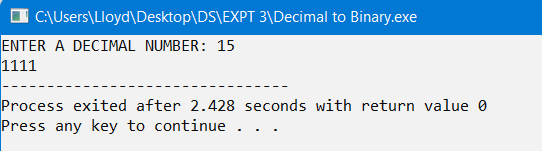 C:\Users\Lloyd\Desktop\DS\EXPT 3\Decimal to Binary.exe
ENTER A DECIMAL NUMBER: 15
1111
--------------------------------
Process exited after 2.428 seconds with return value 0
Press any key to continue . . .